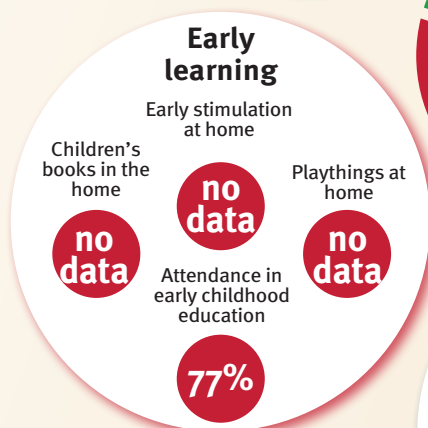 Early
learning
Early stimulation
at home
no
data
Children’s
books in the
home
no
data
Playthings at
home
no
data
Attendance in
early childhood
education
77%